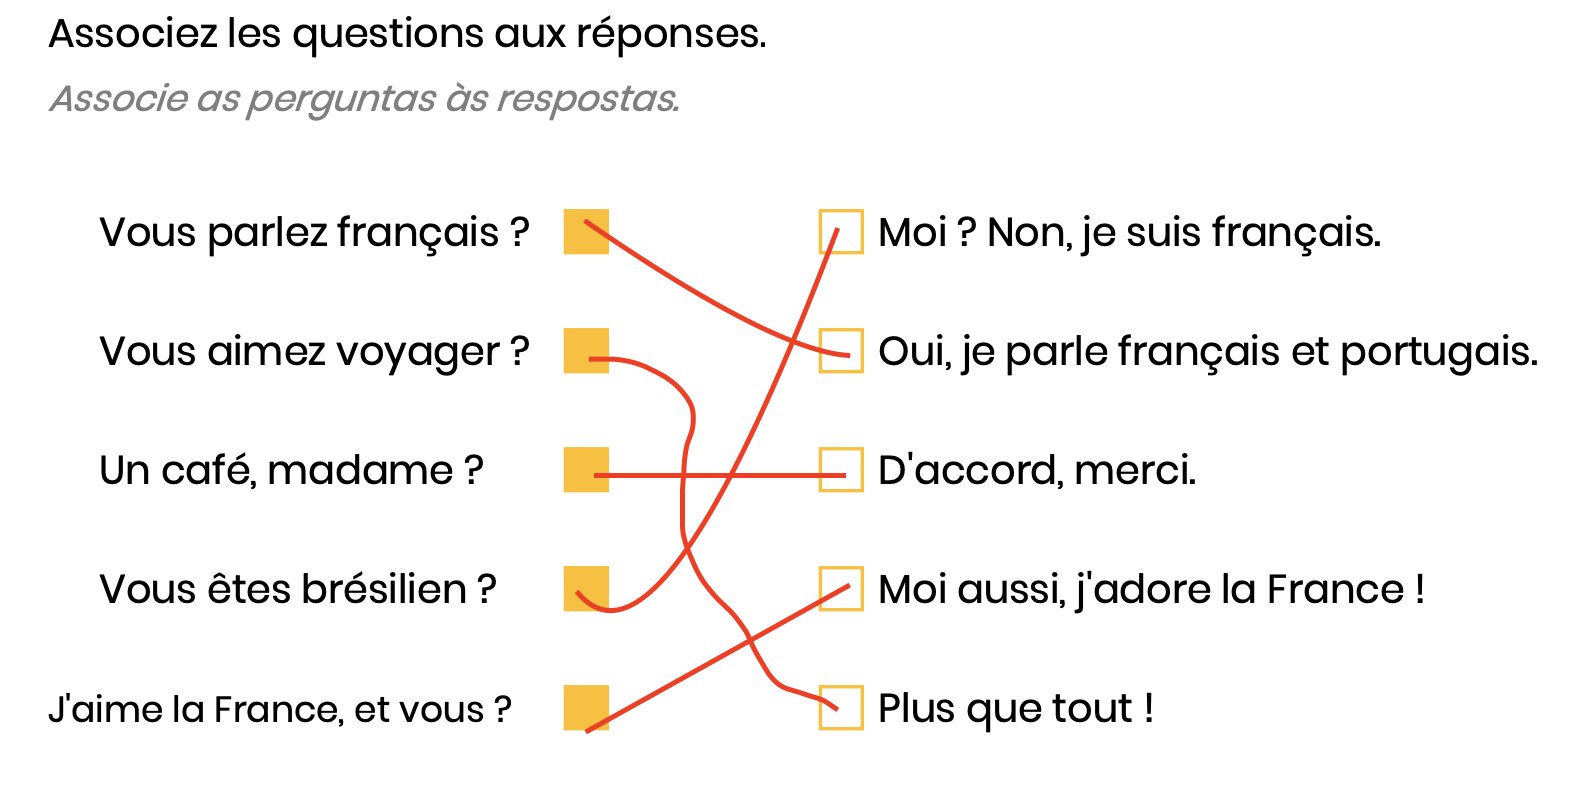 Associez les questions aux réponses.
Associe as perguntas às respostas.
Vous parlez français ?
Moi ? Non, je suis français.
Vous aimez voyager ?
Oui, je parle français et portugais.
Un café, madame ?
D'accord, merci.
Vous êtes brésilien ?
Moi aussi, j'adore la France !
J'aime la France, et vous ?
Plus que tout !